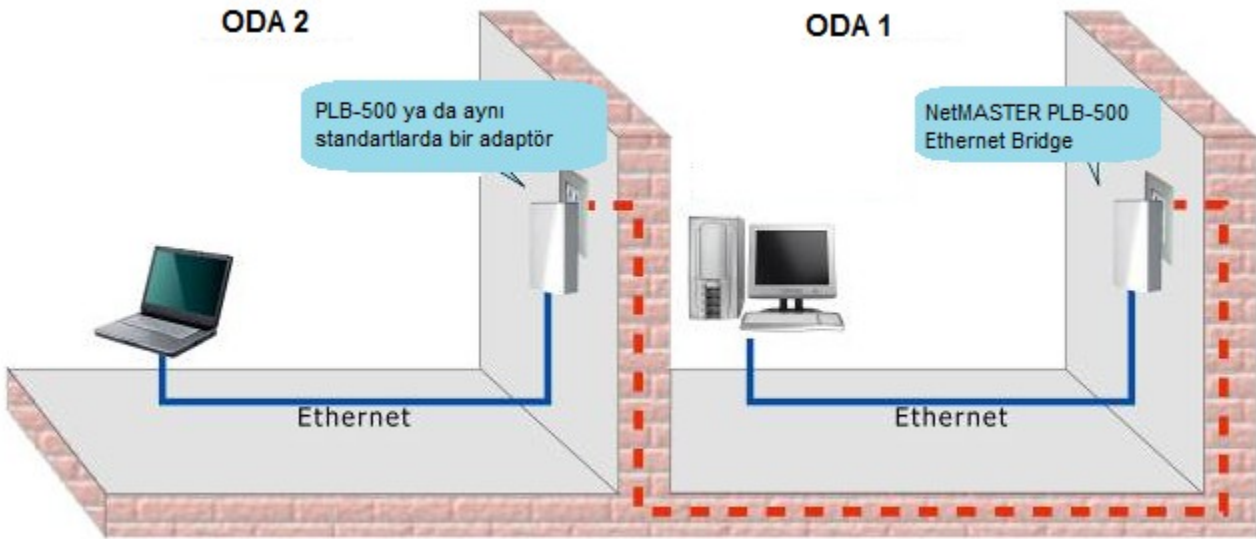 ODA 2
ODA 1
PLB-500 ya da aynı
standartlarda bir adaptör
NetMASTER PLB-500
Ethernet Bridge
Ethernet
Ethernet